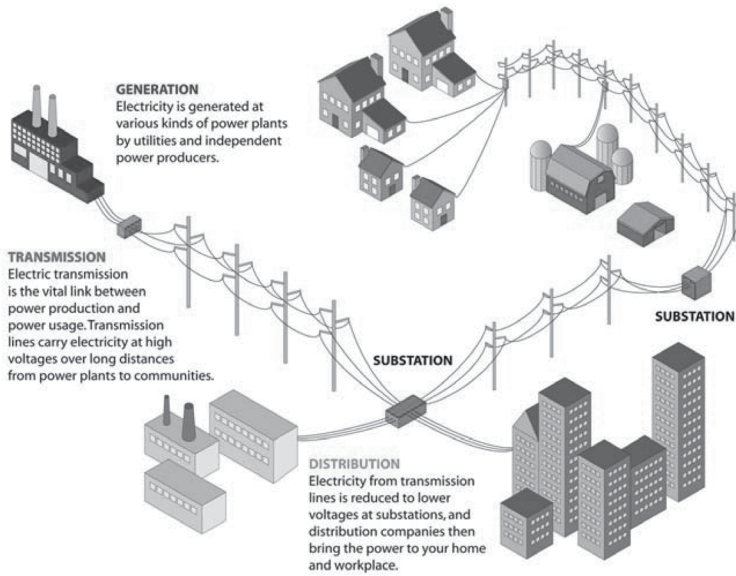 GENERATION
Electricity is generated at
various kinds of power plants
by utilities and independent
power producers.
TRANSMISSION
Electric transmission
is the vital link between
power production and
power usage. Transmission
lines carry electricity at high
voltages over long distances
from power plants to communities.
SUBSTATION
SUBSTATION
DISTRIBUTION
Electricity from transmission
lines is reduced to lower
voltages at substations, and
distribution companies then
bring the power to your home
and workplace.